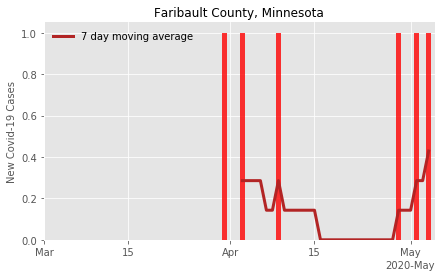 Faribault County, Minnesota
7 day moving average
New Covid-19 Cases
1.0
0.8
0.6
0.4
0.2
0.0
Mar
15
Apr
15
May
2020-May